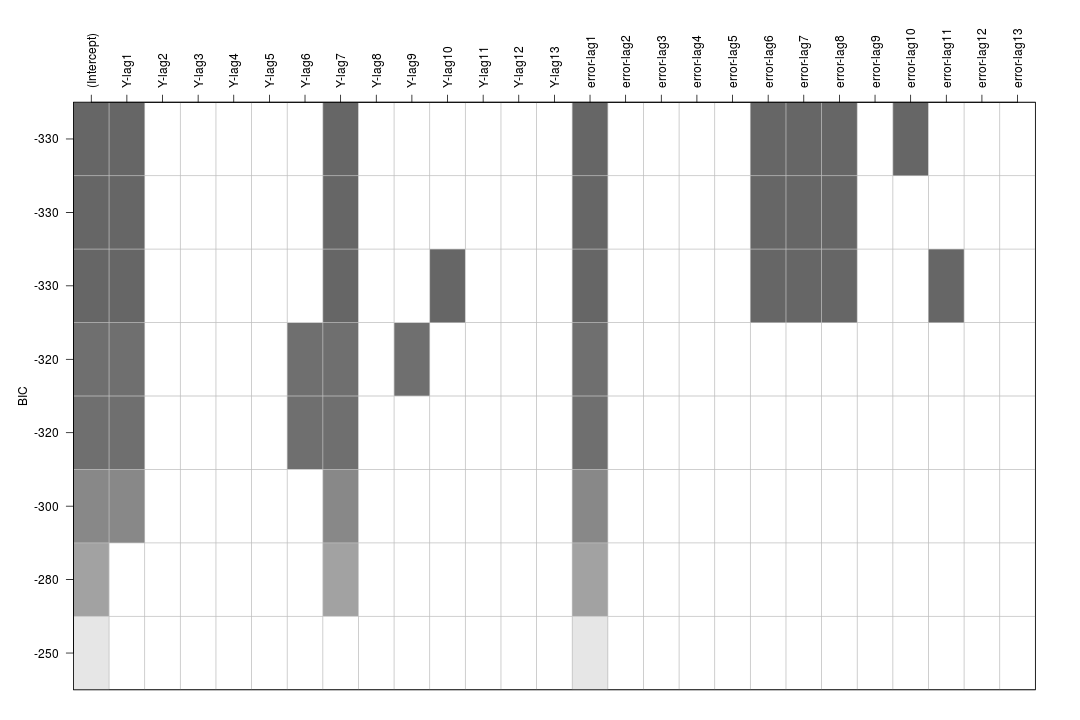 (Intercept)
Y-lag1
Y-lag2
Y-lag3
Y-lag4
Y-lag5
Y-lag6
Y-lag7
Y-lag8
Y-lag9
Y-lag10
Y-lag11
Y-lag12
Y-lag13
error-lag1
error-lag2
error-lag3
error-lag4
error-lag5
error-lag6
error-lag7
error-lag8
error-lag9
error-lag10
error-lag11
error-lag12
error-lag13
-330
-330
-330
-320
-320
-300
-280
-250
BIC